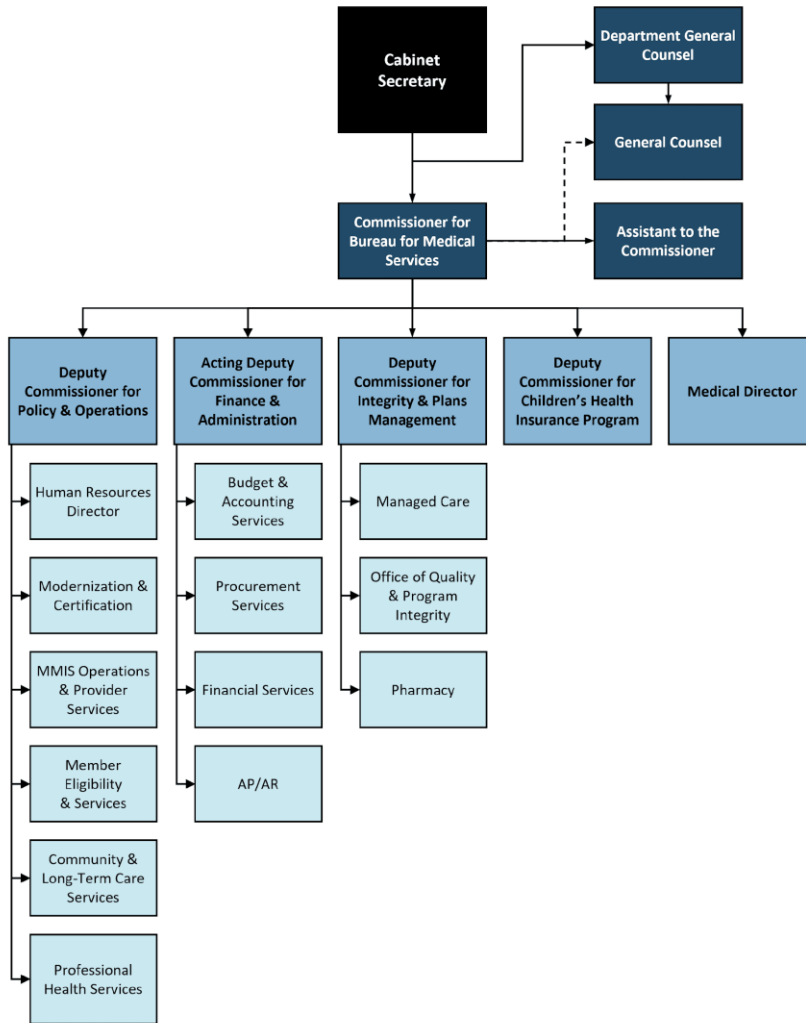 Cabinet
Secretary
Department General
Counsel
General Counsel
Commissioner for
Bureau for Medical
Services
Assistant to the
Commissioner
Deputy
Commissioner for
Policy & Operations
Acting Deputy
Commissioner for
Finance &
Administration
Deputy
Commissioner for
Integrity & Plans
Management
Deputy
Commissioner for
Children’s Health
Insurance Program
Medical Director
Human Resources
Director
Modernization &
Certification
MMIS Operations
& Provider
Services
Member
Eligibility
& Services
Community &
Long-Term Care
Services
Professional
Health Services
Budget &
Accounting
Services
Procurement
Services
Financial Services
AP/AR
Managed Care
Office of Quality
& Program
Integrity
Pharmacy